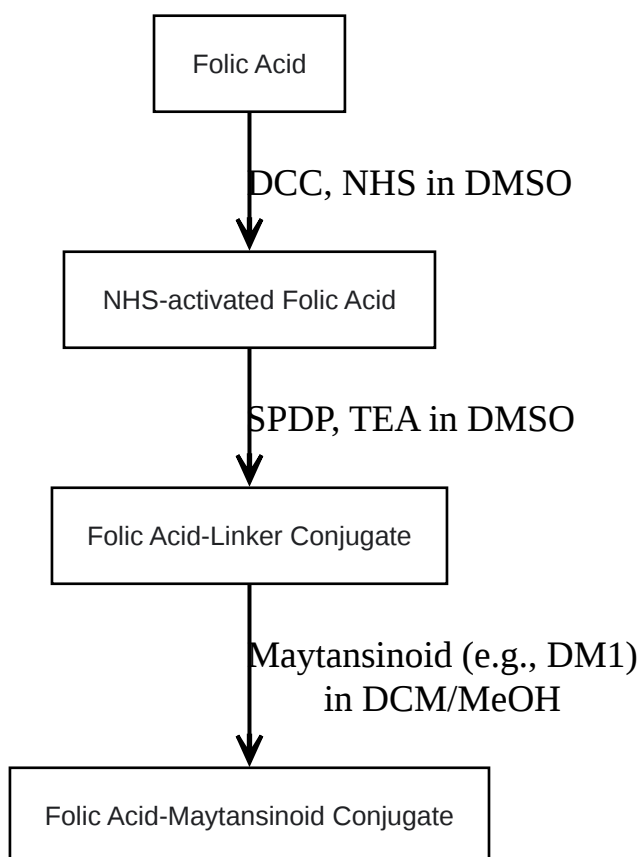 Folic Acid
DCC, NHS in DMSO
NHS-activated Folic Acid
SPDP, TEA in DMSO
Folic Acid-Linker Conjugate
Maytansinoid (e.g., DM1)
in DCM/MeOH
Folic Acid-Maytansinoid Conjugate